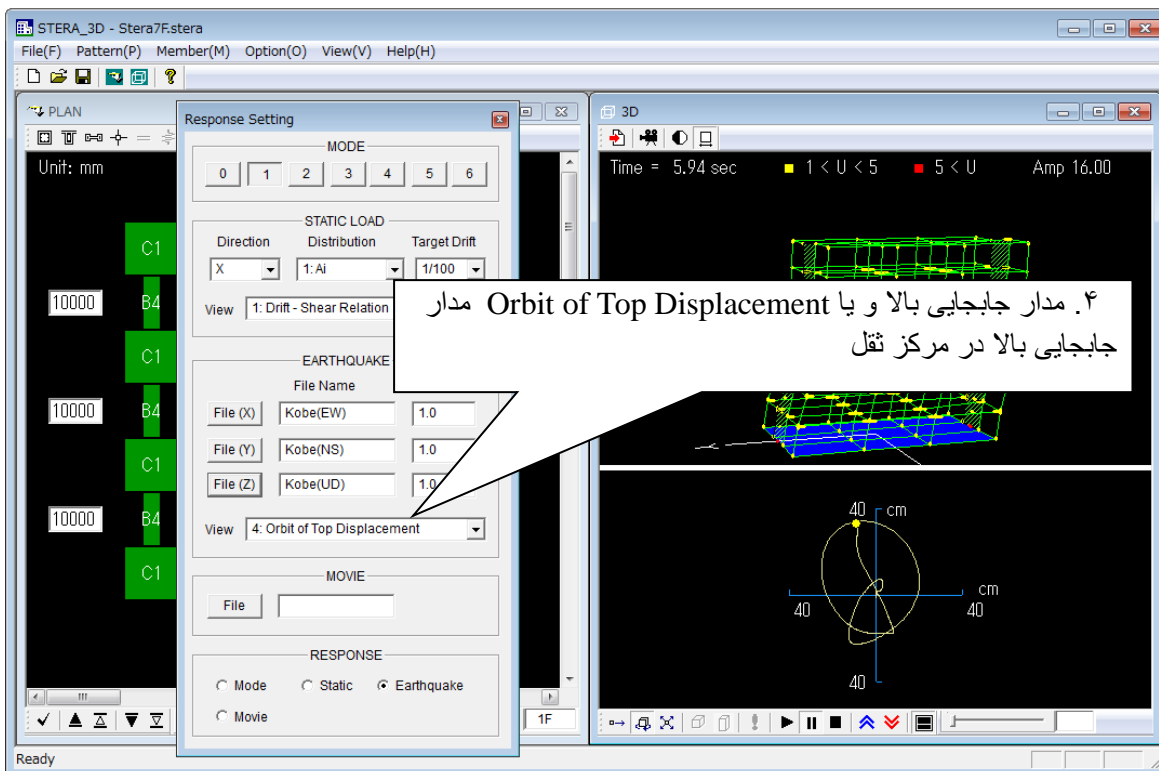 STERA_3D - Stera7F.stera
File(F) Pattern(P) Member(M) Option(O) View(V) Help(H)
PLAN
Unit: mm
C1
10000 B4
C1
10000 B4
C1
10000 B4
C1
1F
Response Setting
MODE
0 1 2 3 4 5 6
STATIC LOAD
Direction Distribution Target Drift
X 1: Ai 1/100
View 1: Drift - Shear Relation
EARTHQUAKE
File Name
File (X) Kobe(EW) 1.0
File (Y) Kobe(NS) 1.0
File (Z) Kobe(UD) 1.0
View 4: Orbit of Top Displacement
MOVIE
File
RESPONSE
Mode Static Earthquake
Movie
۴. مدار جابجایی بالا و یا Orbit of Top Displacement مدار
جابجایی بالا در مرکز ثقل
3D
Time = 5.94 sec 1 < U < 5 5 < U Amp 16.00
40 cm
cm
40 40
40
Ready